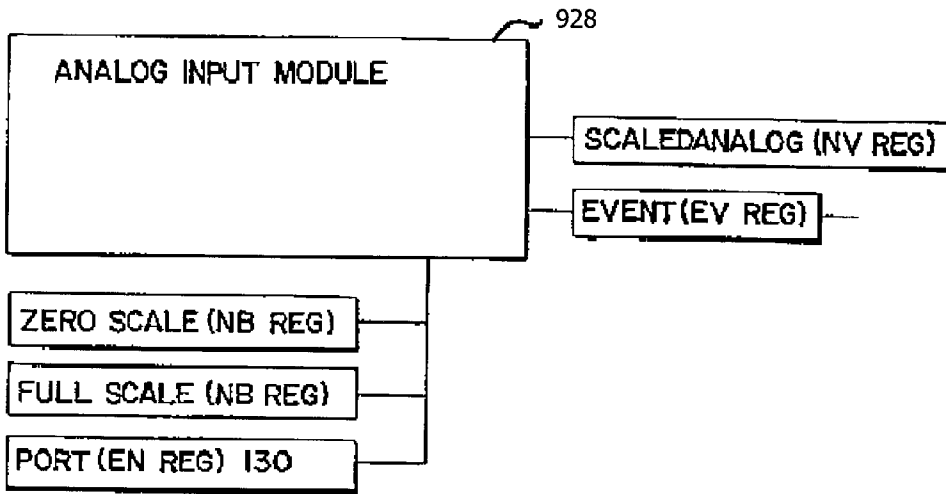 928
ANALOG INPUT MODULE
SCALEDANALOG (NV REG)
EVENT (EV REG)
ZERO SCALE (NB REG)
FULL SCALE (NB REG)
PORT (EN REG) 130